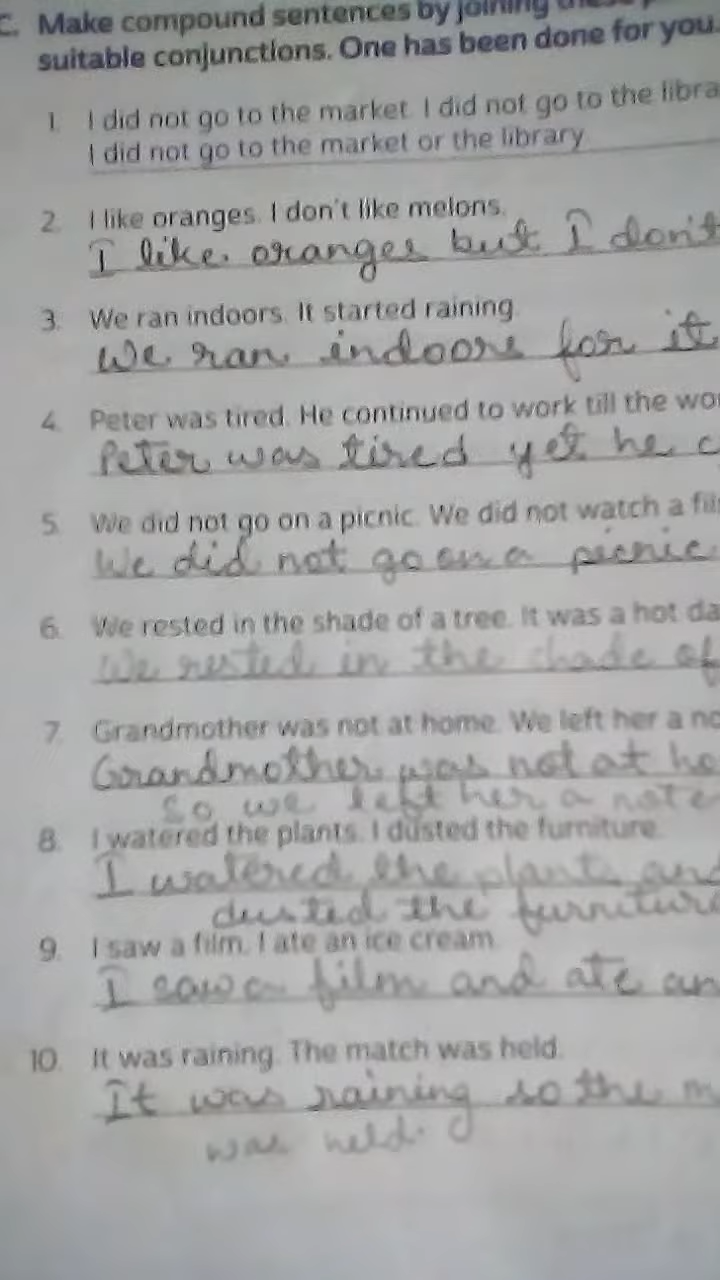 C. Make compound sentences by joining these
suitable conjunctions. One has been done for you.
1. I did not go to the market. I did not go to the libra
I did not go to the market or the library
2. I like oranges. I don't like melons.
I like oranges but I don't
3. We ran indoors. It started raining.
We ran indoors for it
4. Peter was tired. He continued to work till the wor
Peter was tired yet he c
5. We did not go on a picnic. We did not watch a fil
We did not go on a picnic
6. We rested in the shade of a tree. It was a hot da
We rested in the shade of
7. Grandmother was not at home. We left her a no
Grandmother was not at ho
so we left her a note
8. I watered the plants. I dusted the furniture.
I watered the plants and
dusted the furniture
9. I saw a film. I ate an ice cream.
I saw a film and ate an
10. It was raining. The match was held.
It was raining so the m
was held.